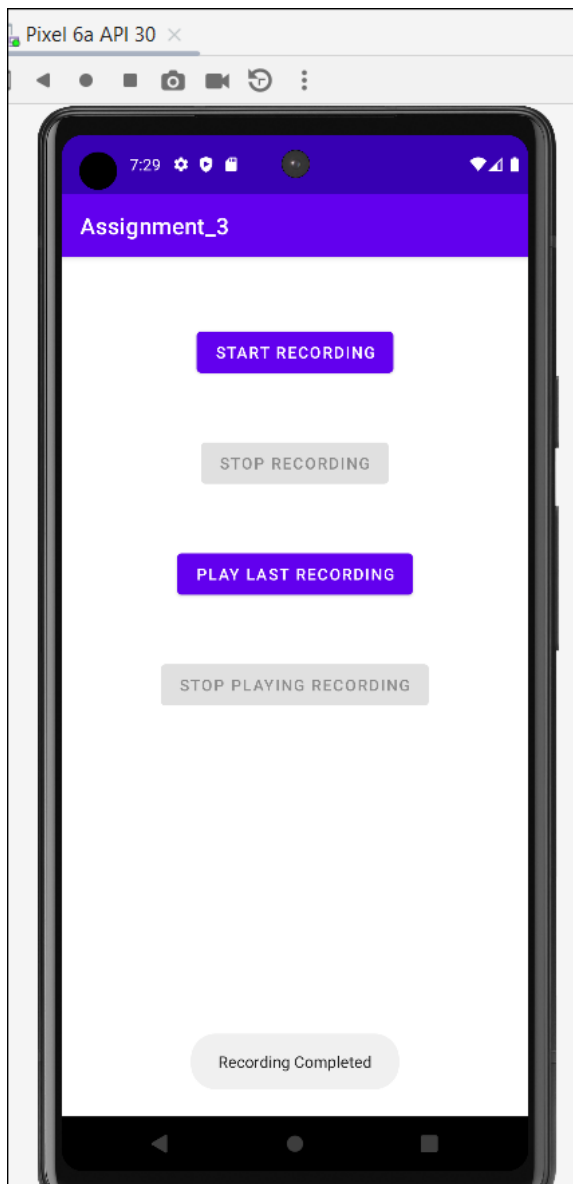 Pixel 6a API 30
7:29
Assignment_3
START RECORDING
STOP RECORDING
PLAY LAST RECORDING
STOP PLAYING RECORDING
Recording Completed